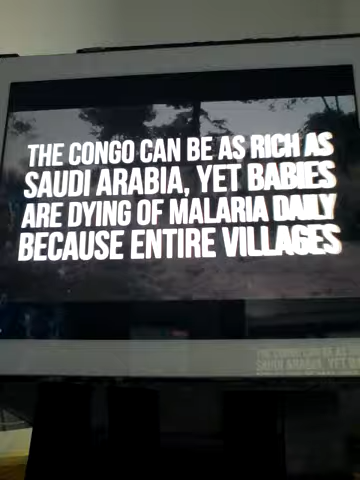 THE CONGO CAN BE AS RICH AS
SAUDI ARABIA, YET BABIES
ARE DYING OF MALARIA DAILY
BECAUSE ENTIRE VILLAGES